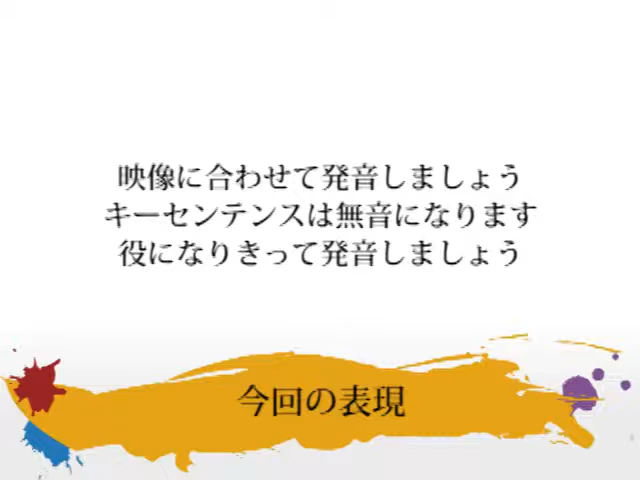 映像に合わせて発音しましょう
キーセンテンスは無音になります
役になりきって発音しましょう
今回の表現